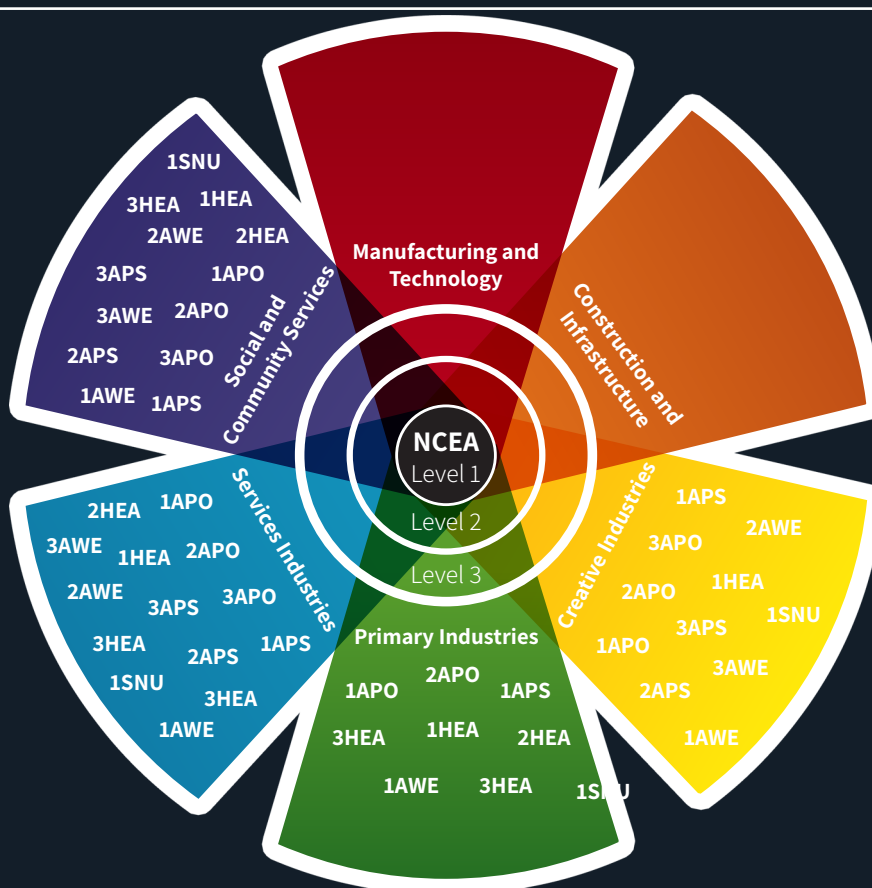 Manufacturing and
Technology
Construction and
Infrastructure
Social and
Community Services
1SNU
3HEA 1HEA
2AWE 2HEA
3APS 1APO
3AWE 2APO
2APS 3APO
1AWE 1APS
NCEA
Level 1
Level 2
Level 3
Services Industries
2HEA 1APO
3AWE 1HEA 2APO
2AWE 3APS 3APO
3HEA 2APS 1APS
1SNU 3HEA
1AWE
Primary Industries
1APO 2APO 1APS
3HEA 1HEA 2HEA
1AWE 3HEA 1SNU
Creative Industries
1APS
3APO 2AWE
2APO 1HEA
1APO 3APS 1SNU
2APS 3AWE
1AWE